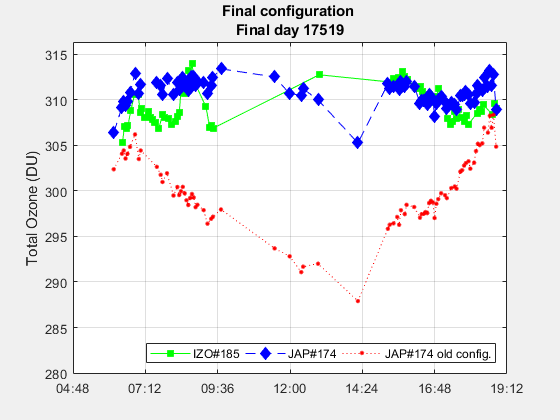 Final configuration
Final day 17519
Total Ozone (DU)
315
310
305
300
295
290
285
280
IZO#185 JAP#174 JAP#174 old config.
04:48 07:12 09:36 12:00 14:24 16:48 19:12